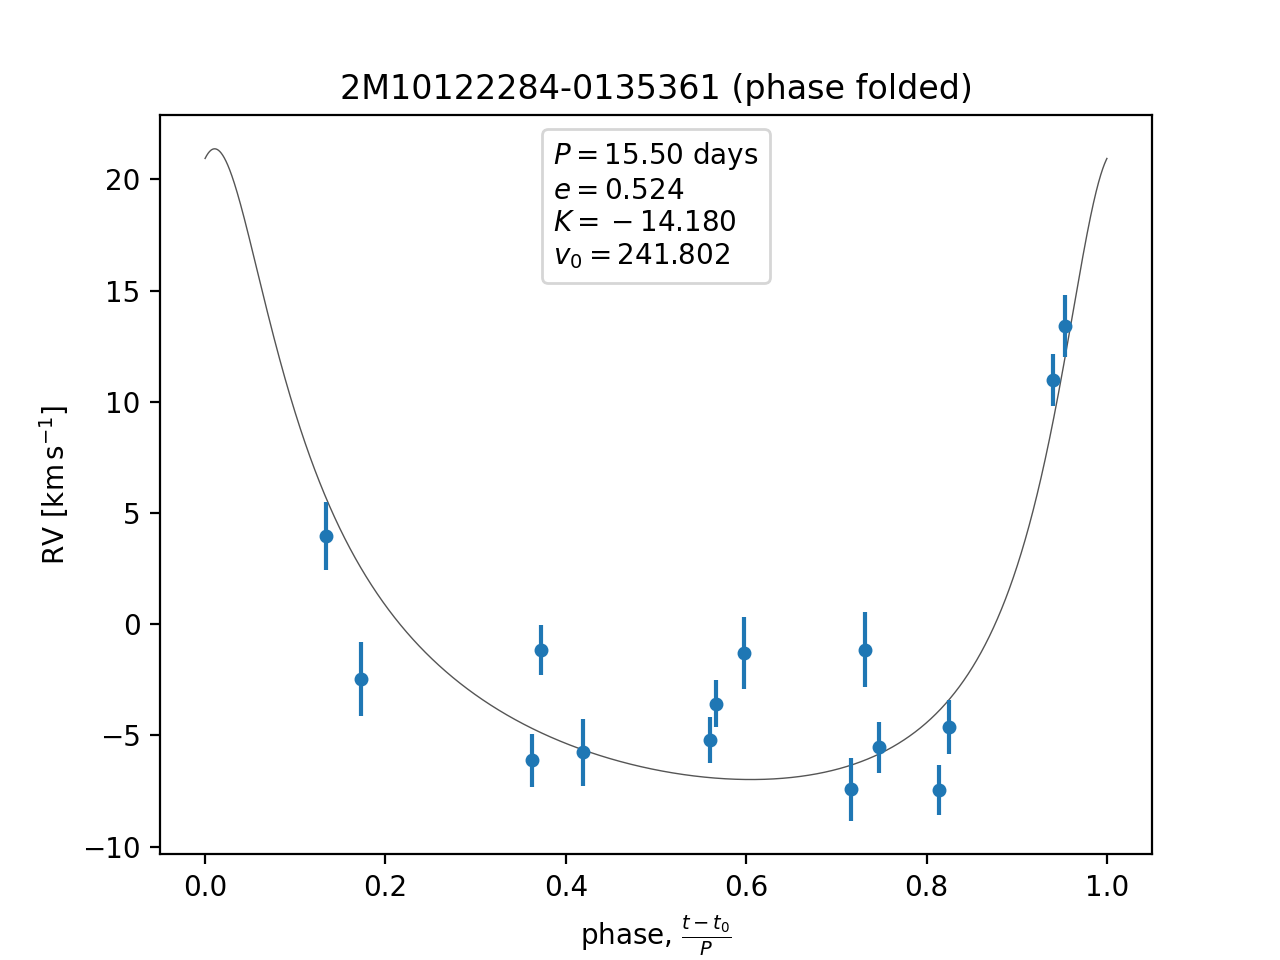 2M10122284-0135361 (phase folded)
P = 15.50 days
e = 0.524
K = −14.180
v₀ = 241.802
20
15
10
5
0
−5
−10
RV [km s⁻¹]
0.0 0.2 0.4 0.6 0.8 1.0
phase, (t − t₀)/P